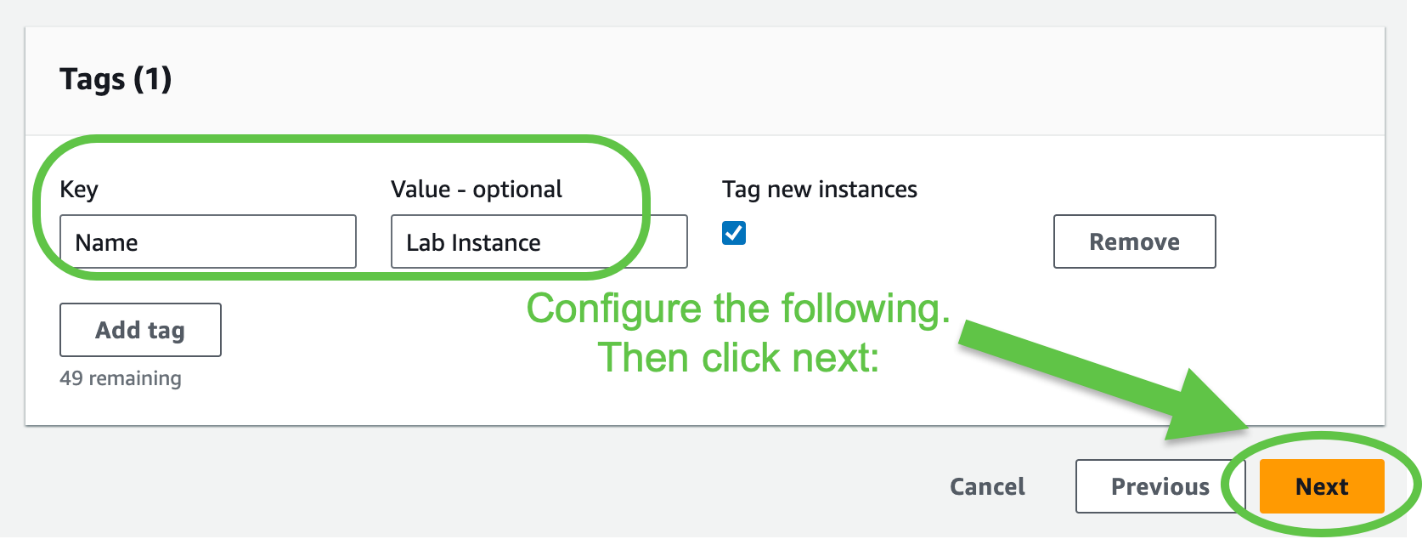 Tags (1)
Key
Value - optional
Tag new instances
Name
Lab Instance
Remove
Add tag
49 remaining
Configure the following.
Then click next:
Cancel
Previous
Next